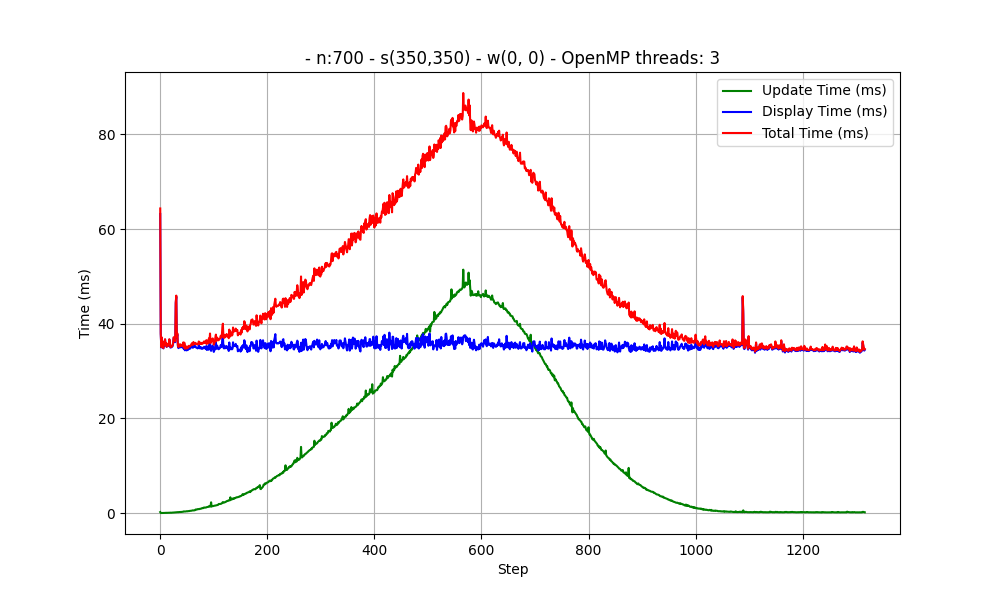 - n:700 - s(350,350) - w(0, 0) - OpenMP threads: 3
Update Time (ms)
Display Time (ms)
Total Time (ms)
Time (ms)
80
60
40
20
0
0 200 400 600 800 1000 1200
Step